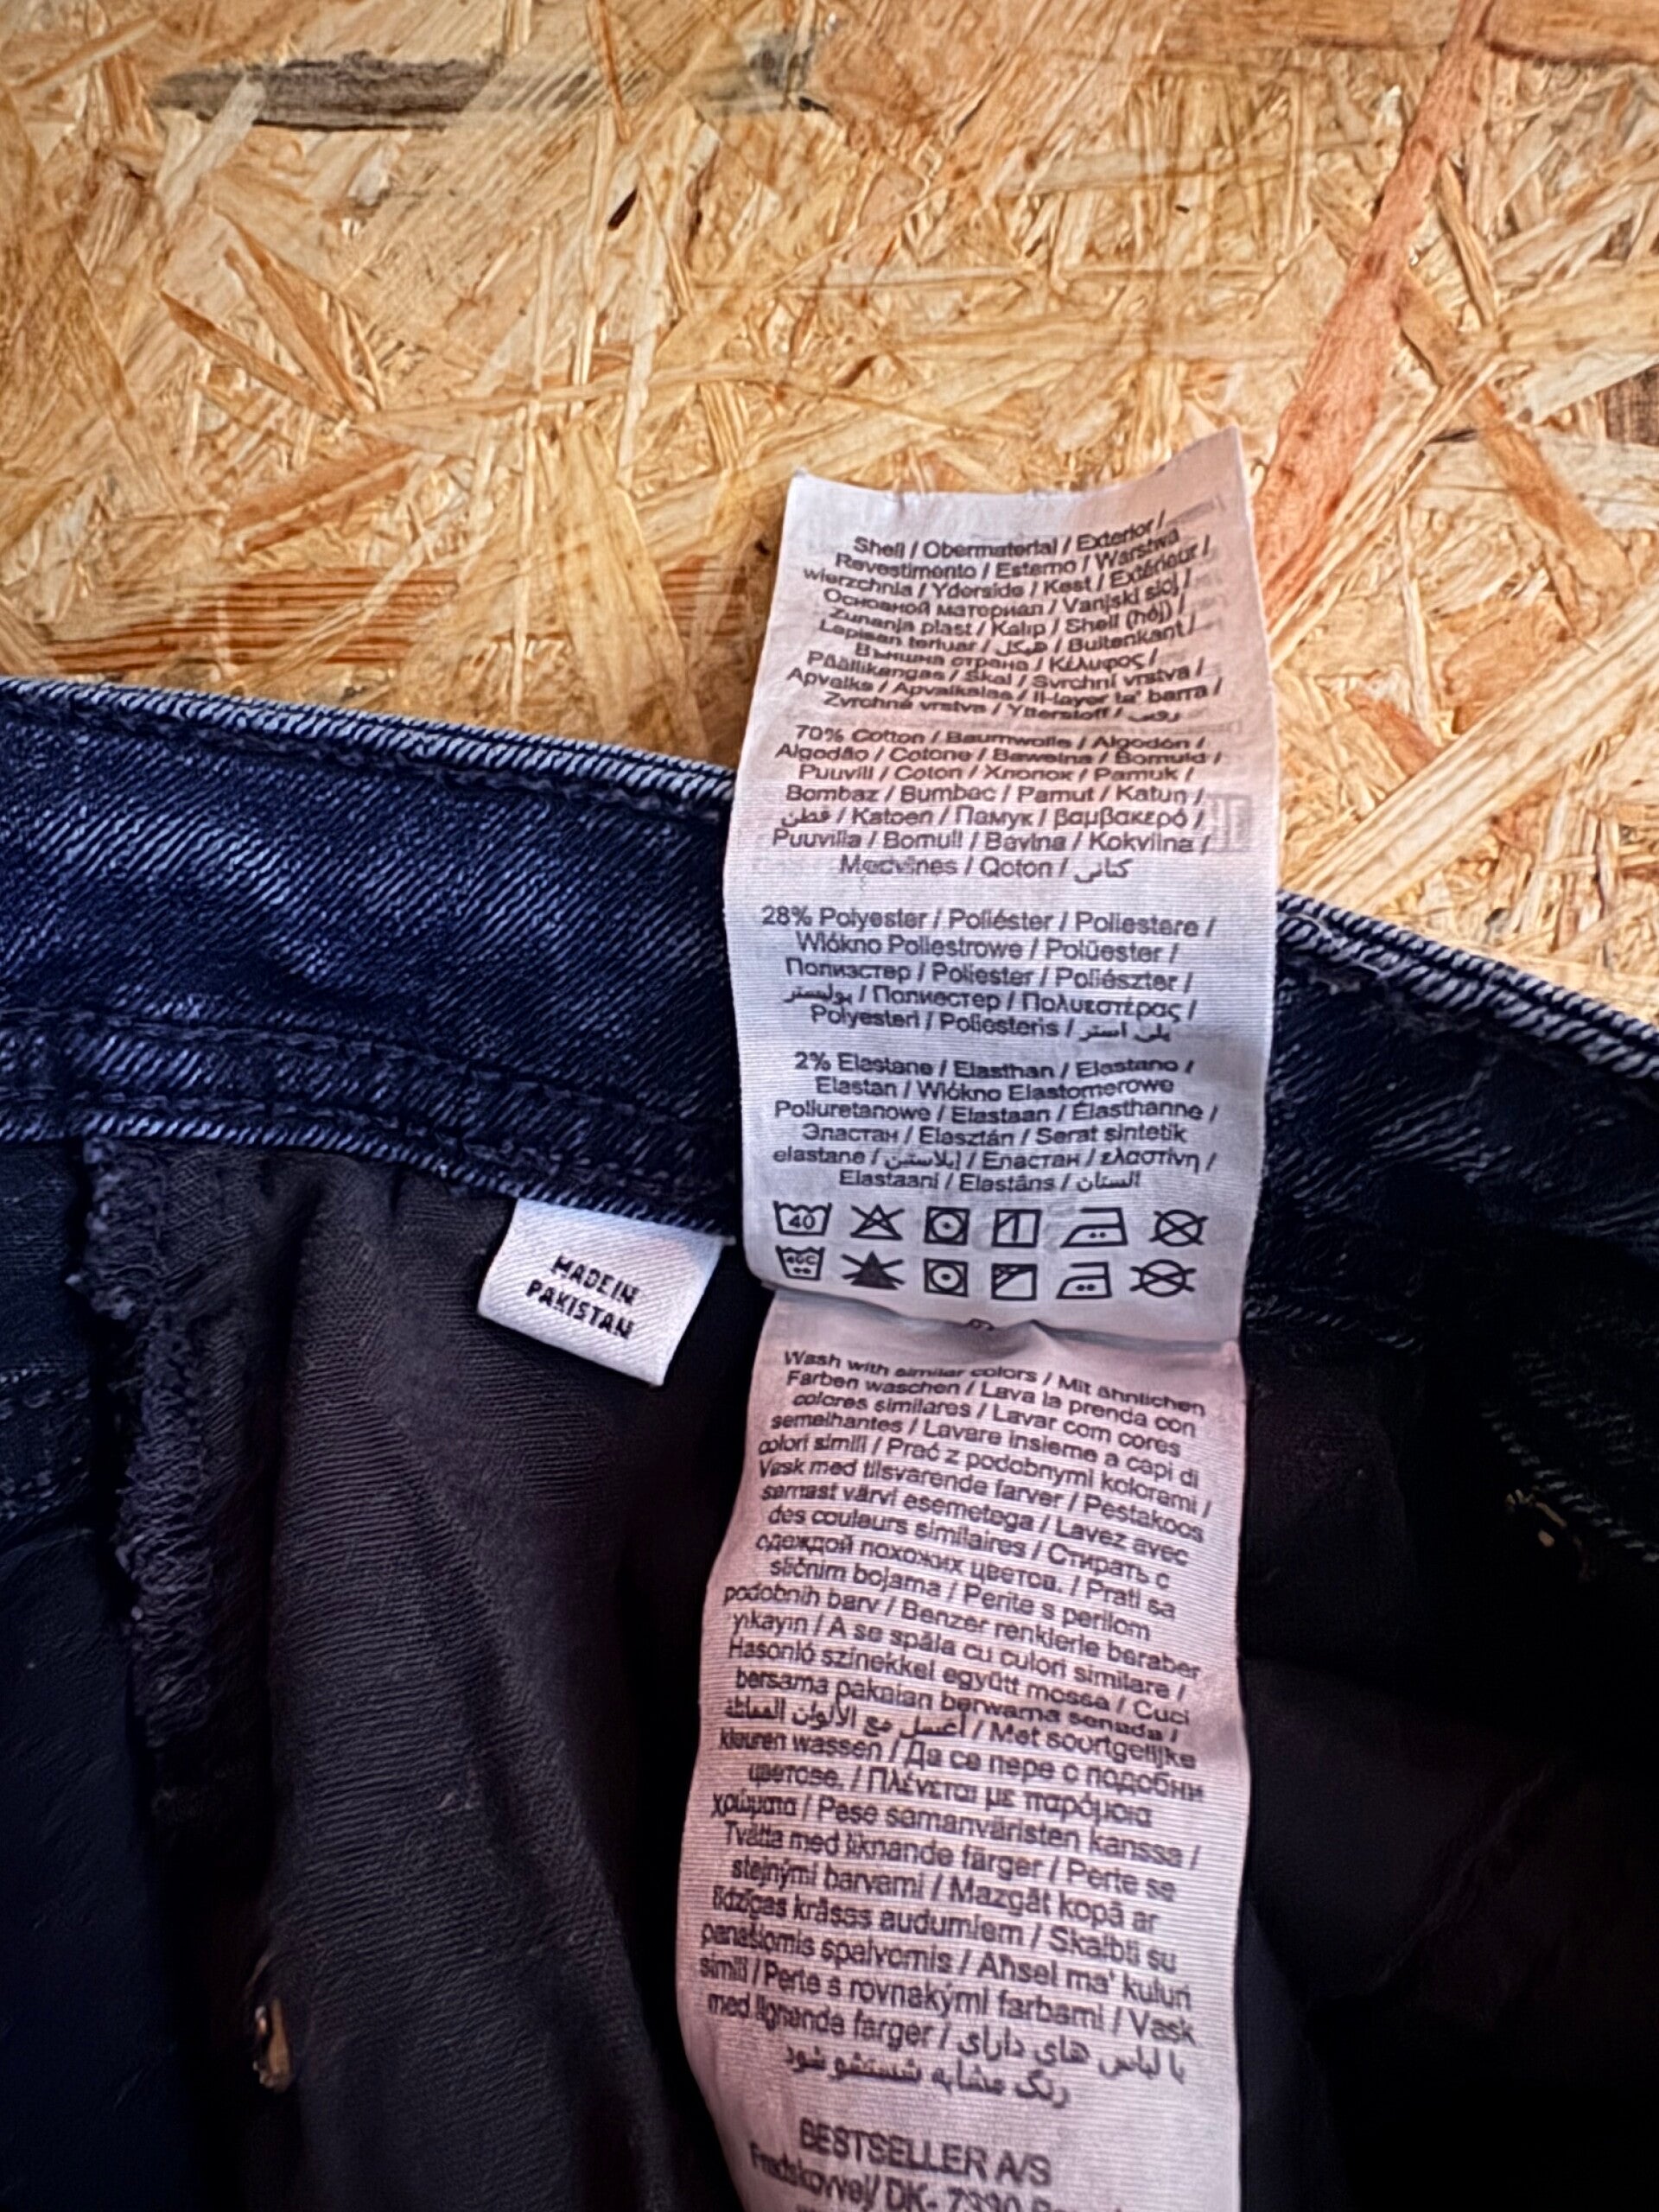 Shell / Obermaterial / Exterior /
Revestimento / Esterno / Warstwa
wierzchnia / Yderside / Kest / Extérieur /
Основной материал / Vanjski sloj /
Zunanja plast / Kalıp / Shell (héj) /
Lapisan terluar / هيكل / Buitenkant /
Външна страна / Κέλυφος /
Päällikangas / Skal / Svrchní vrstva /
Apvalks / Apvalkalas / Il-layer ta' barra /
Zvrchná vrstva / Ytterstoff /
70% Cotton / Baumwolle / Algodón /
Algodão / Cotone / Bawełna / Bomuld /
Puuvill / Coton / Хлопок / Pamuk /
Bombaz / Bumbac / Pamut / Katun /
قطن / Katoen / Памук / βαμβακερό /
Puuvilla / Bomull / Bavlna / Kokvilna /
Medvilnes / Qoton / كتانی
28% Polyester / Poliéster / Poliestere /
Włókno Poliestrowe / Polüester /
Полиэстер / Poliester / Poliészter /
بوليستر / Полиестер / Πολυεστέρας /
Polyesteri / Poliesteris / پلی استر
2% Elastane / Elasthan / Elastano /
Elastan / Włókno Elastomerowe
Poliuretanowe / Elastaan / Élasthanne /
Эластан / Elasztán / Serat sintetik
elastane / إيلاستين / Еластан / ελαστίνη /
Elastaani / Elastāns / الستان
40
40C
MADE IN
PAKISTAN
Wash with similar colors / Mit ähnlichen
Farben waschen / Lava la prenda con
colores similares / Lavar com cores
semelhantes / Lavare insieme a capi di
colori simili / Prać z podobnymi kolorami /
Vask med tilsvarende farver / Pestakoos
samast värvi esemetega / Lavez avec
des couleurs similaires / Стирать с
одеждой похожих цветов. / Prati sa
sličnim bojama / Perite s perilom
podobnih barv / Benzer renklerle beraber
yıkayın / A se spăla cu culori similare /
Hasonló színekkel együtt mossa / Cuci
bersama pakaian berwarna senada /
أغسل مع الألوان المماثلة / Met soortgelijke
kleuren wassen / Да се пере с подобни
цветове. / Πλένεται με παρόμοια
χρώματα / Pese samanväristen kanssa /
Tvätta med liknande färger / Perte se
stejnými barvami / Mazgāt kopā ar
līdzīgas krāsas audumiem / Skalbti su
panašiomis spalvomis / Aħsel ma' kuluri
simili / Perte s rovnakými farbami / Vask
med lignende farger / با لباس های دارای
رنگ مشابه شستشو شود
BESTSELLER A/S
Fredskovvej/ DK- 7330